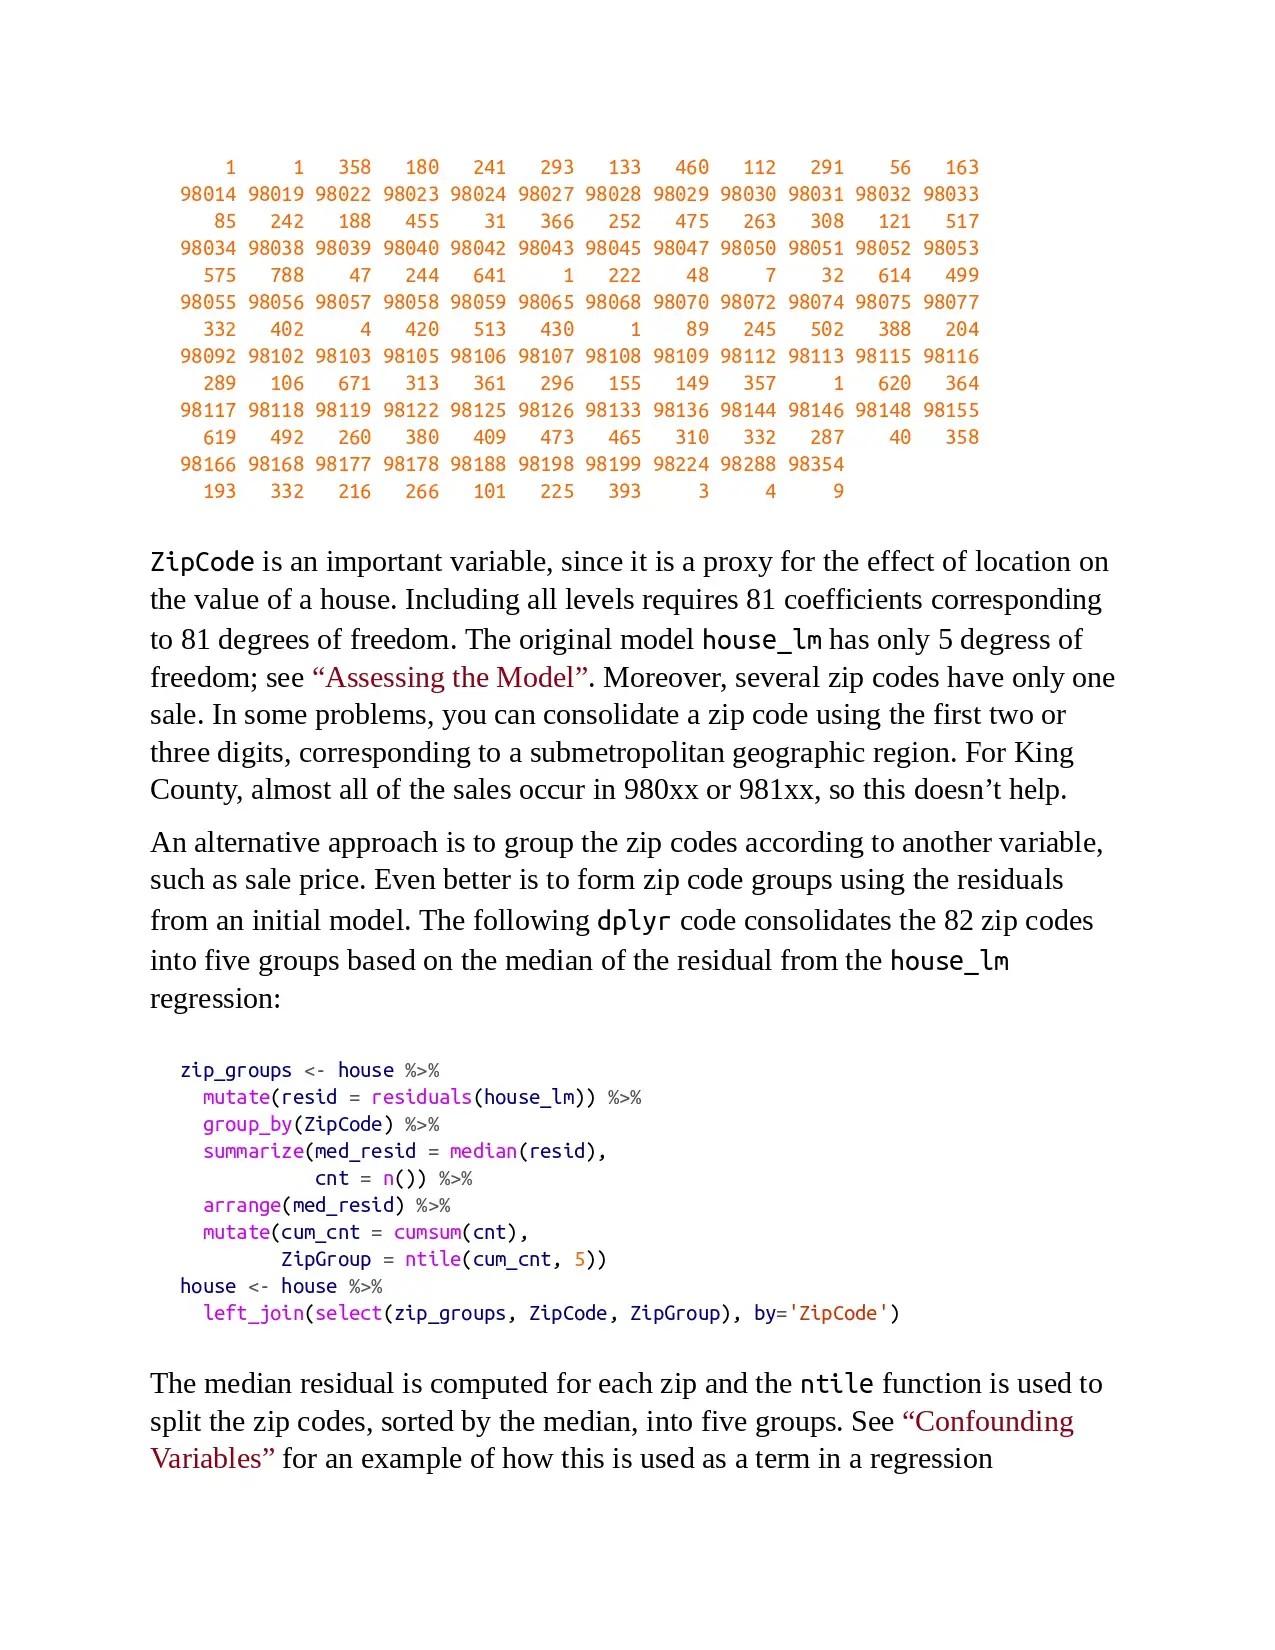 1 1 358 180 241 293 133 460 112 291 56 163
98014 98019 98022 98023 98024 98027 98028 98029 98030 98031 98032 98033
85 242 188 455 31 366 252 475 263 308 121 517
98034 98038 98039 98040 98042 98043 98045 98047 98050 98051 98052 98053
575 788 47 244 641 1 222 48 7 32 614 499
98055 98056 98057 98058 98059 98065 98068 98070 98072 98074 98075 98077
332 402 4 420 513 430 1 89 245 502 388 204
98092 98102 98103 98105 98106 98107 98108 98109 98112 98113 98115 98116
289 106 671 313 361 296 155 149 357 1 620 364
98117 98118 98119 98122 98125 98126 98133 98136 98144 98146 98148 98155
619 492 260 380 409 473 465 310 332 287 40 358
98166 98168 98177 98178 98188 98198 98199 98224 98288 98354
193 332 216 266 101 225 393 3 4 9
ZipCode is an important variable, since it is a proxy for the effect of location on
the value of a house. Including all levels requires 81 coefficients corresponding
to 81 degrees of freedom. The original model house_lm has only 5 degress of
freedom; see “Assessing the Model”. Moreover, several zip codes have only one
sale. In some problems, you can consolidate a zip code using the first two or
three digits, corresponding to a submetropolitan geographic region. For King
County, almost all of the sales occur in 980xx or 981xx, so this doesn’t help.
An alternative approach is to group the zip codes according to another variable,
such as sale price. Even better is to form zip code groups using the residuals
from an initial model. The following dplyr code consolidates the 82 zip codes
into five groups based on the median of the residual from the house_lm
regression:
zip_groups <- house %>%
mutate(resid = residuals(house_lm)) %>%
group_by(ZipCode) %>%
summarize(med_resid = median(resid),
cnt = n()) %>%
arrange(med_resid) %>%
mutate(cum_cnt = cumsum(cnt),
ZipGroup = ntile(cum_cnt, 5))
house <- house %>%
left_join(select(zip_groups, ZipCode, ZipGroup), by='ZipCode')
The median residual is computed for each zip and the ntile function is used to
split the zip codes, sorted by the median, into five groups. See “Confounding
Variables” for an example of how this is used as a term in a regression